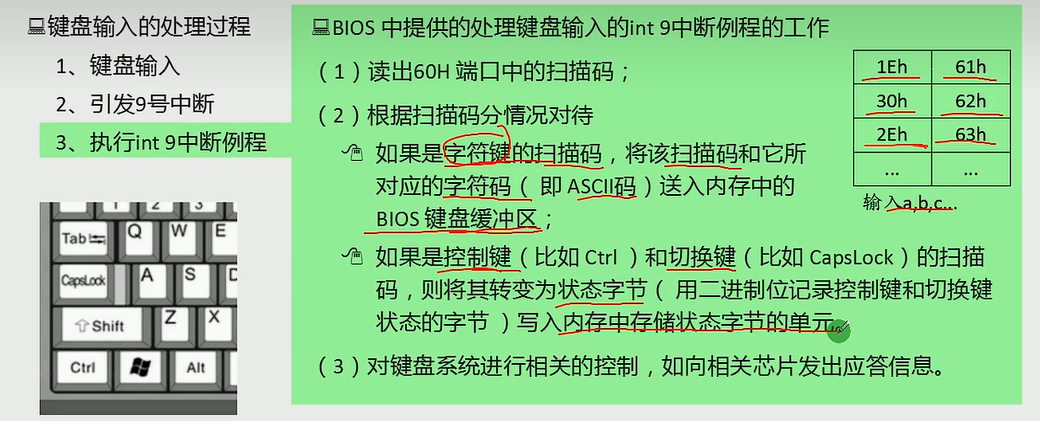 键盘输入的处理过程
1、键盘输入
2、引发9号中断
3、执行int 9中断例程
BIOS 中提供的处理键盘输入的int 9中断例程的工作
（1）读出60H 端口中的扫描码；
（2）根据扫描码分情况对待
如果是字符键的扫描码，将该扫描码和它所
对应的字符码（ 即 ASCII码 ）送入内存中的
BIOS 键盘缓冲区；
如果是控制键（比如 Ctrl ）和切换键（比如 CapsLock）的扫描
码，则将其转变为状态字节（ 用二进制位记录控制键和切换键
状态的字节 ）写入内存中存储状态字节的单元。
（3）对键盘系统进行相关的控制，如向相关芯片发出应答信息。
1Eh 61h
30h 62h
2Eh 63h
... ...
输入a,b,c...
1 2 3
Tab Q W E
CapsLock A S D
Shift Z X
Ctrl Alt